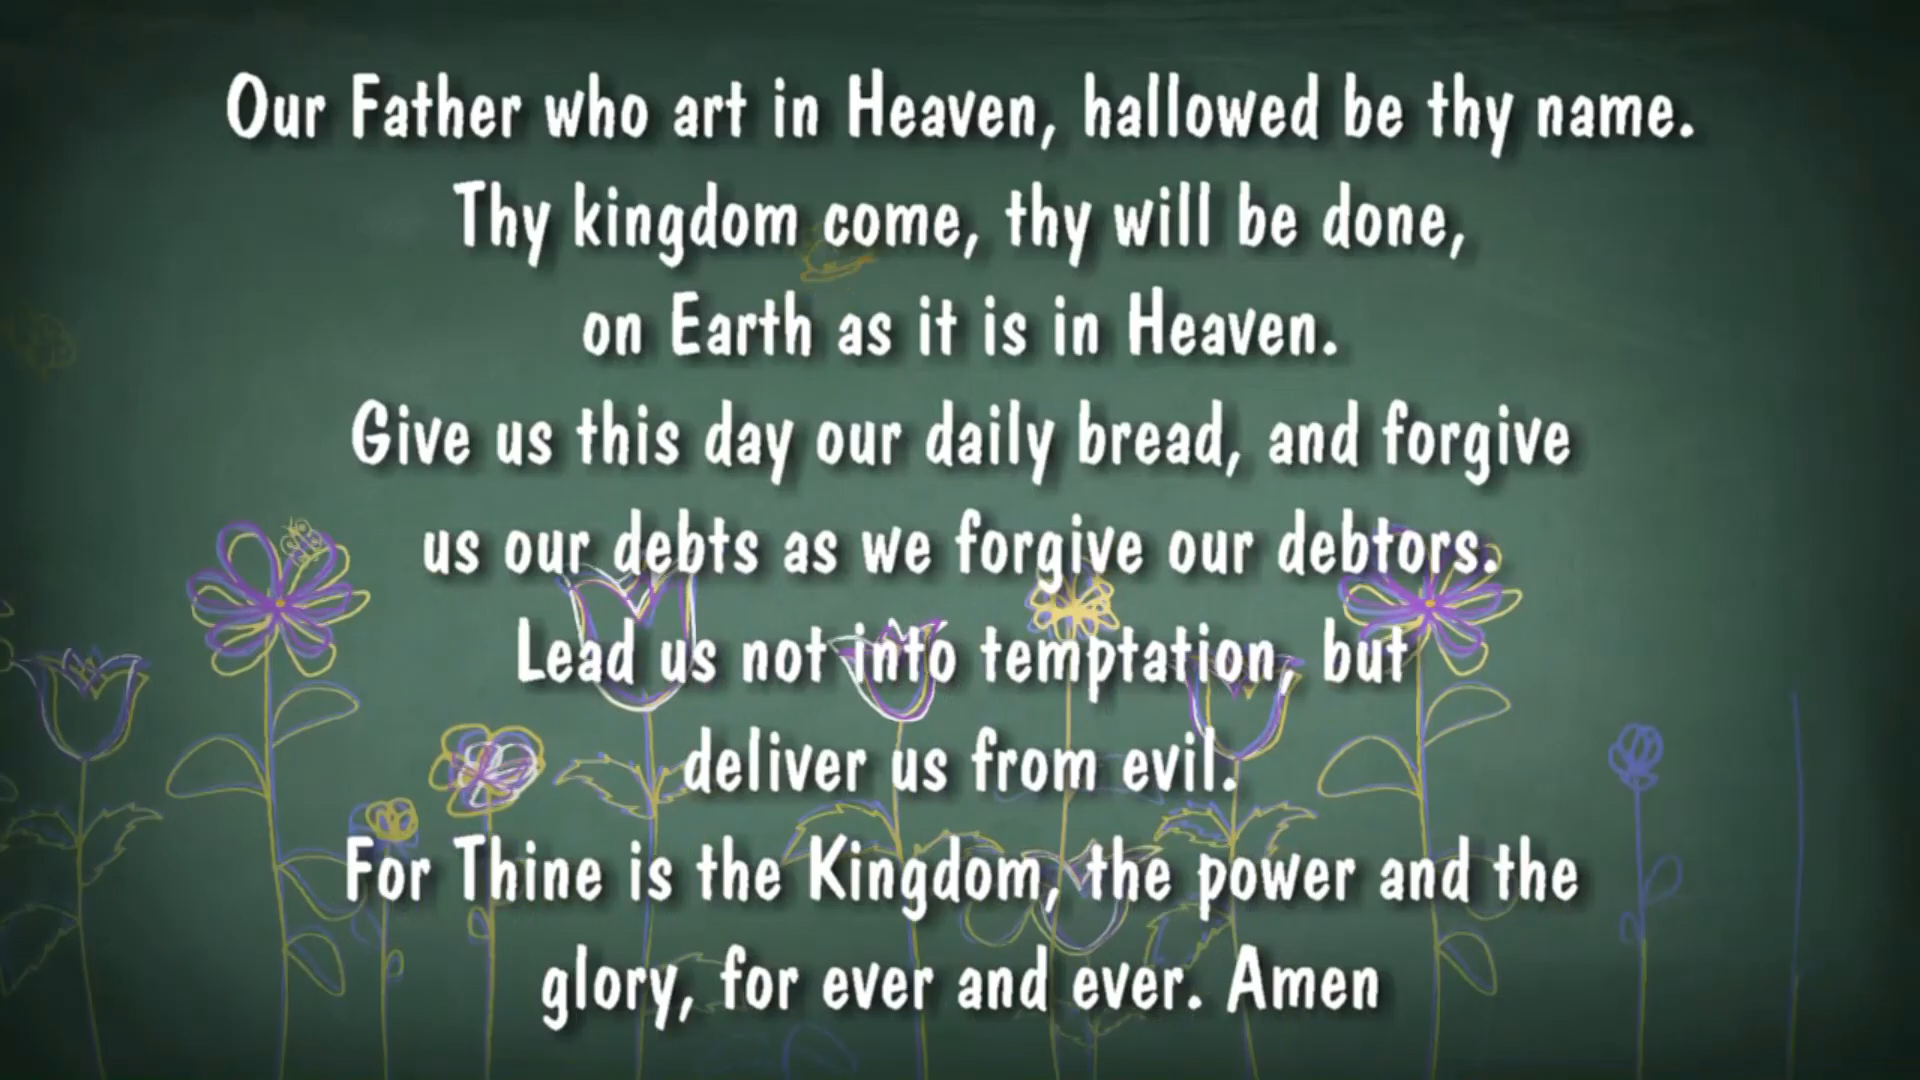 Our Father who art in Heaven, hallowed be thy name.
Thy kingdom come, thy will be done,
on Earth as it is in Heaven.
Give us this day our daily bread, and forgive
us our debts as we forgive our debtors.
Lead us not into temptation, but
deliver us from evil.
For Thine is the Kingdom, the power and the
glory, for ever and ever. Amen